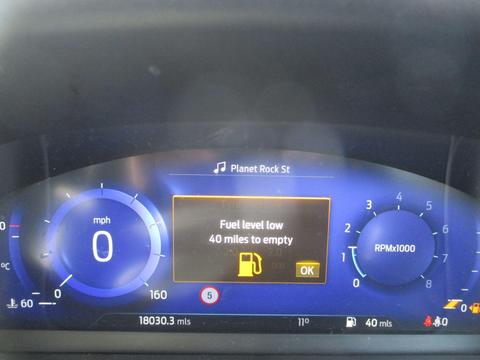 Planet Rock St
mph
0
0
160
60
0
°C
Fuel level low
40 miles to empty
OK
5
RPMx1000
0
1
2
3
4
5
6
7
8
18030.3 mls
11°
40 mls